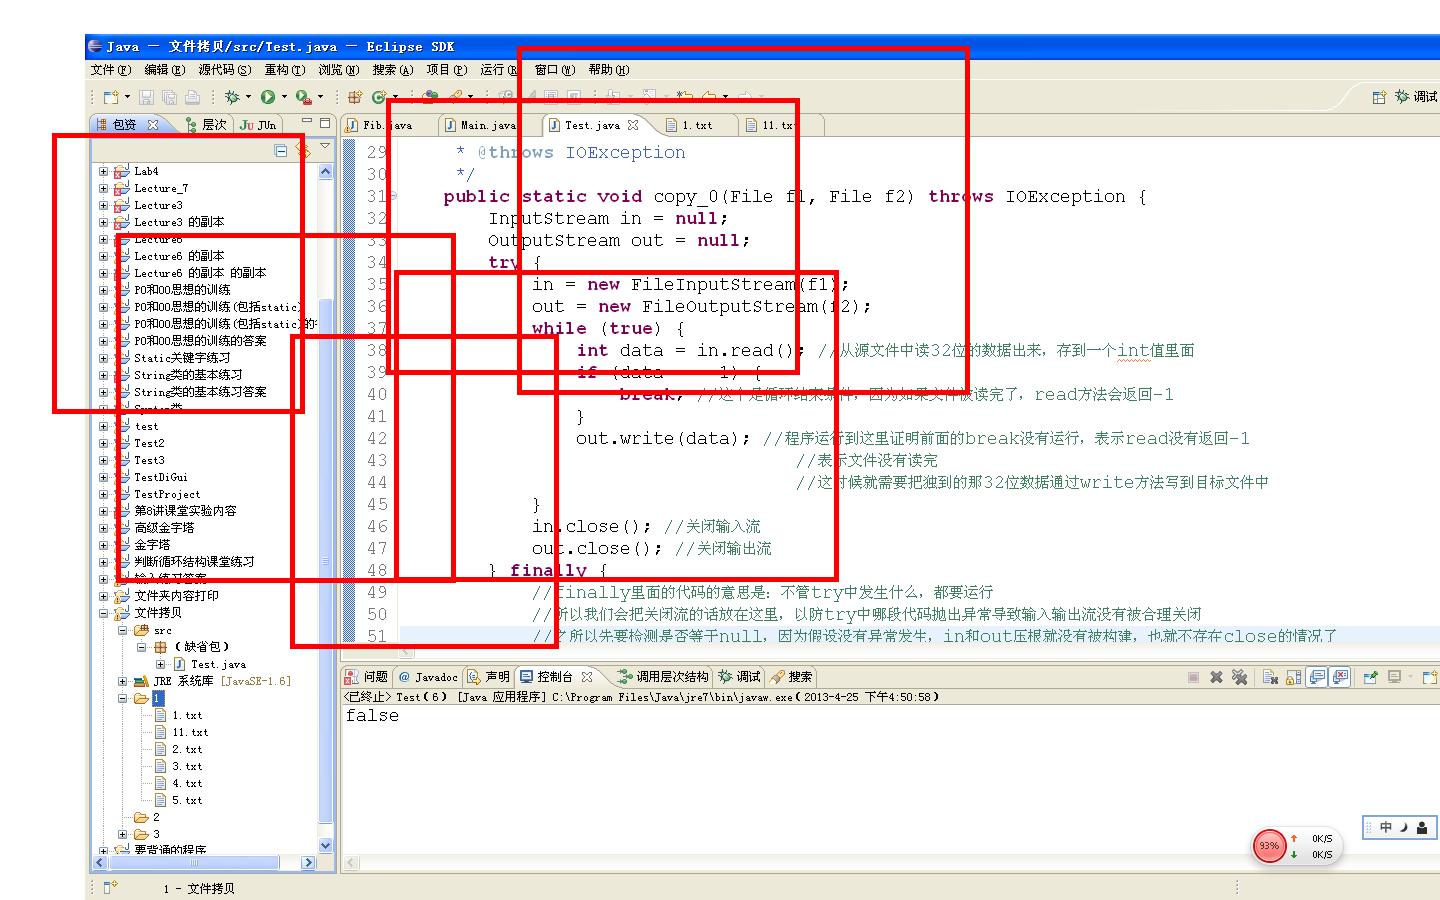 Java － 文件拷贝/src/Test.java － Eclipse SDK
文件(F) 编辑(E) 源代码(S) 重构(T) 浏览(N) 搜索(A) 项目(P) 运行(R) 窗口(W) 帮助(H)
调试
包资 层次 JUn
Fib.java Main.java Test.java 1.txt 11.txt
Lab4
Lecture_7
Lecture3
Lecture3 的副本
Lecture6
Lecture6 的副本
Lecture6 的副本 的副本
PO和OO思想的训练
PO和OO思想的训练(包括static)
PO和OO思想的训练(包括static)的
PO和OO思想的训练的答案
Static关键字练习
String类的基本练习
String类的基本练习答案
test
Test2
Test3
TestDiGui
TestProject
第8讲课堂实验内容
高级金字塔
金字塔
判断循环结构课堂练习
输入练习答案
文件夹内容打印
文件拷贝
src
(缺省包)
Test.java
JRE 系统库 [JavaSE-1.6]
1
1.txt
11.txt
2.txt
3.txt
4.txt
5.txt
2
3
要背诵的程序
29 * @throws IOException
30 */
31 public static void copy_0(File f1, File f2) throws IOException {
32 InputStream in = null;
33 OutputStream out = null;
34 try {
35 in = new FileInputStream(f1);
36 out = new FileOutputStream(f2);
37 while (true) {
38 int data = in.read(); //从源文件中读32位的数据出来, 存到一个int值里面
39 if (data 1) {
40 break; //这个是循环结束条件, 因为如果文件被读完了, read方法会返回-1
41 }
42 out.write(data); //程序运行到这里证明前面的break没有运行, 表示read没有返回-1
43 //表示文件没有读完
44 //这时候就需要把独到的那32位数据通过write方法写到目标文件中
45 }
46 in.close(); //关闭输入流
47 out.close(); //关闭输出流
48 } finally {
49 //finally里面的代码的意思是: 不管try中发生什么, 都要运行
50 //所以我们会把关闭流的话放在这里, 以防try中哪段代码抛出异常导致输入输出流没有被合理关闭
51 //之所以先要检测是否等于null, 因为假设没有异常发生, in和out压根就没有被构建, 也就不存在close的情况了
问题 @ Javadoc 声明 控制台 调用层次结构 调试 搜索
<已终止> Test (6) [Java 应用程序] C:\Program Files\Java\jre7\bin\javaw.exe (2013-4-25 下午4:50:58)
false
中
93% 0K/S
0K/S
1 - 文件拷贝